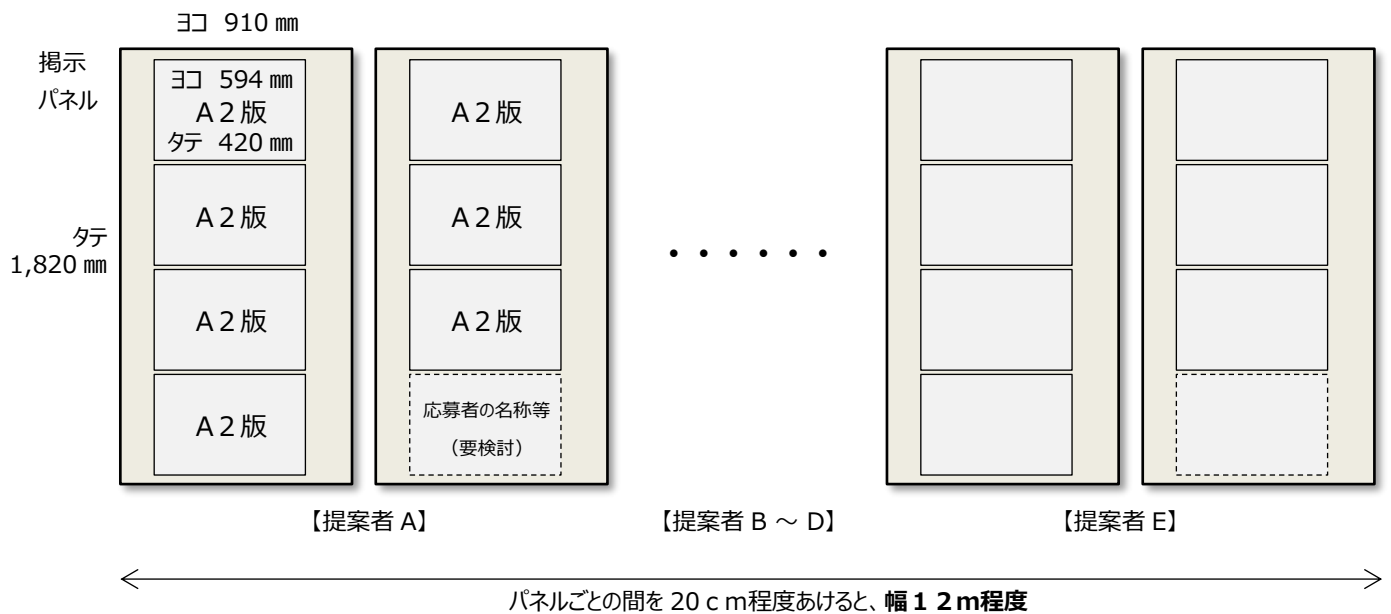 ヨコ 910 ㎜
掲示
パネル
ヨコ 594 ㎜
A2版
タテ 420 ㎜
A2版
A2版
A2版
A2版
A2版
A2版
応募者の名称等
（要検討）
タテ
1,820 ㎜
・・・・・・
【提案者 A】
【提案者 B ～ D】
【提案者 E】
パネルごとの間を 20ｃｍ程度あけると、幅１２ｍ程度